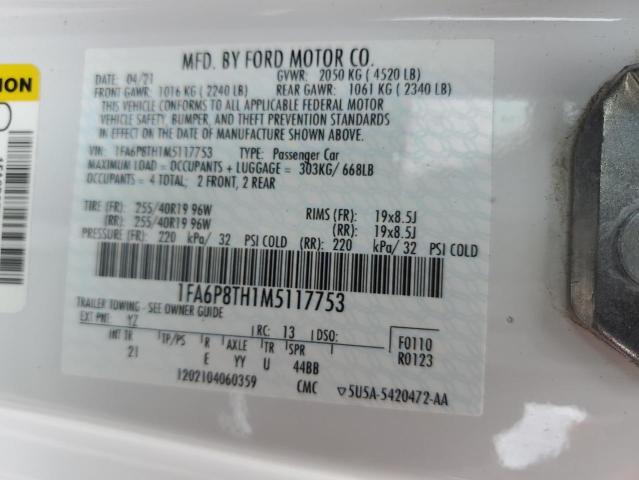 MFD. BY FORD MOTOR CO.
DATE: 04/21 GVWR: 2050 KG ( 4520 LB)
FRONT GAWR: 1016 KG ( 2240 LB) REAR GAWR: 1061 KG ( 2340 LB)
THIS VEHICLE CONFORMS TO ALL APPLICABLE FEDERAL MOTOR
VEHICLE SAFETY, BUMPER, AND THEFT PREVENTION STANDARDS
IN EFFECT ON THE DATE OF MANUFACTURE SHOWN ABOVE.
VIN: 1FA6P8TH1M5117753 TYPE: Passenger Car
MAXIMUM LOAD = OCCUPANTS + LUGGAGE = 303KG/ 668LB
OCCUPANTS = 4 TOTAL; 2 FRONT, 2 REAR
TIRE (FR): 255/40R19 96W RIMS (FR): 19x8.5J
(RR): 255/40R19 96W (RR): 19x8.5J
PRESSURE (FR): 220 kPa/ 32 PSI COLD (RR): 220 kPa/ 32 PSI COLD
1FA6P8TH1M5117753
TRAILER TOWING - SEE OWNER GUIDE
EXT PNT: YZ RC: 13 DSO: F0110
INT TR TP/PS R AXLE TR SPR R0123
21 E YY U 44BB
1202104060359 CMC 5U5A-5420472-AA